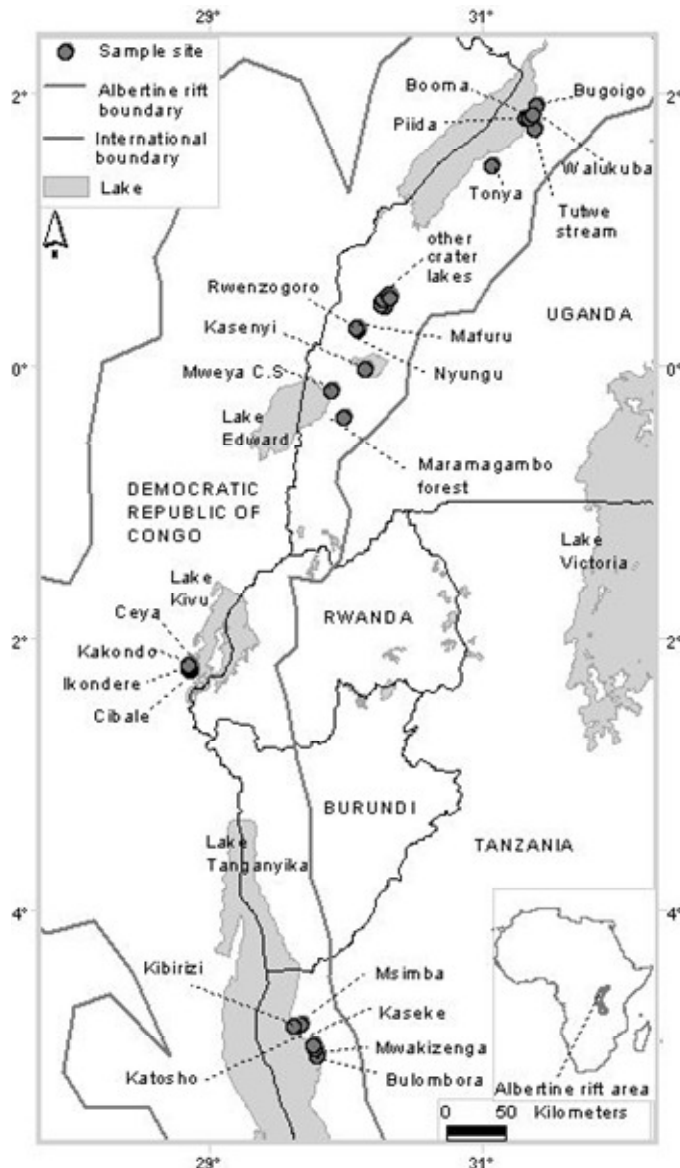 29°
31°
Sample site
Albertine rift
boundary
International
boundary
Lake
2°
2°
N
Booma
Bugoigo
Piida
Walukuba
Tonya
Tutwe
stream
other
crater
lakes
Rwenzogoro
Kasenyi
Mafuru
UGANDA
0°
0°
Mweya C.S
Nyungu
Lake
Edward
Maramagambo
forest
DEMOCRATIC
REPUBLIC OF
CONGO
Lake
Victoria
Lake
Kivu
Ceya
RWANDA
2°
2°
Kakondo
Ikondere
Cibale
BURUNDI
Lake
Tanganyika
TANZANIA
4°
4°
Kibirizi
Msimba
Kaseke
Mwakizenga
Katosho
Bulombora
Albertine rift area
0 50 Kilometers
29°
31°